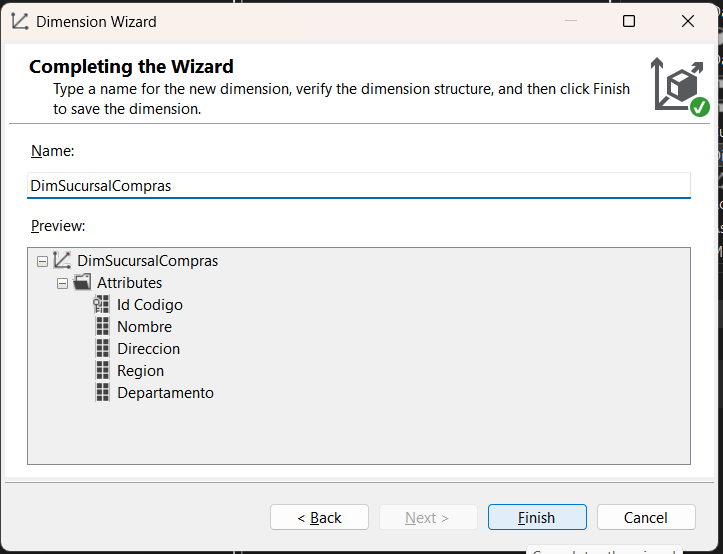 Dimension Wizard
Completing the Wizard
Type a name for the new dimension, verify the dimension structure, and then click Finish
to save the dimension.
Name:
DimSucursalCompras
Preview:
DimSucursalCompras
Attributes
Id Codigo
Nombre
Direccion
Region
Departamento
< Back
Next >
Finish
Cancel